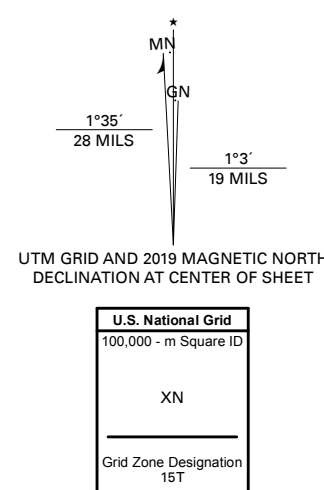 ★
MN
GN
1°35´
28 MILS
1°3´
19 MILS
UTM GRID AND 2019 MAGNETIC NORTH
DECLINATION AT CENTER OF SHEET
U.S. National Grid
100,000 - m Square ID
XN
Grid Zone Designation
15T